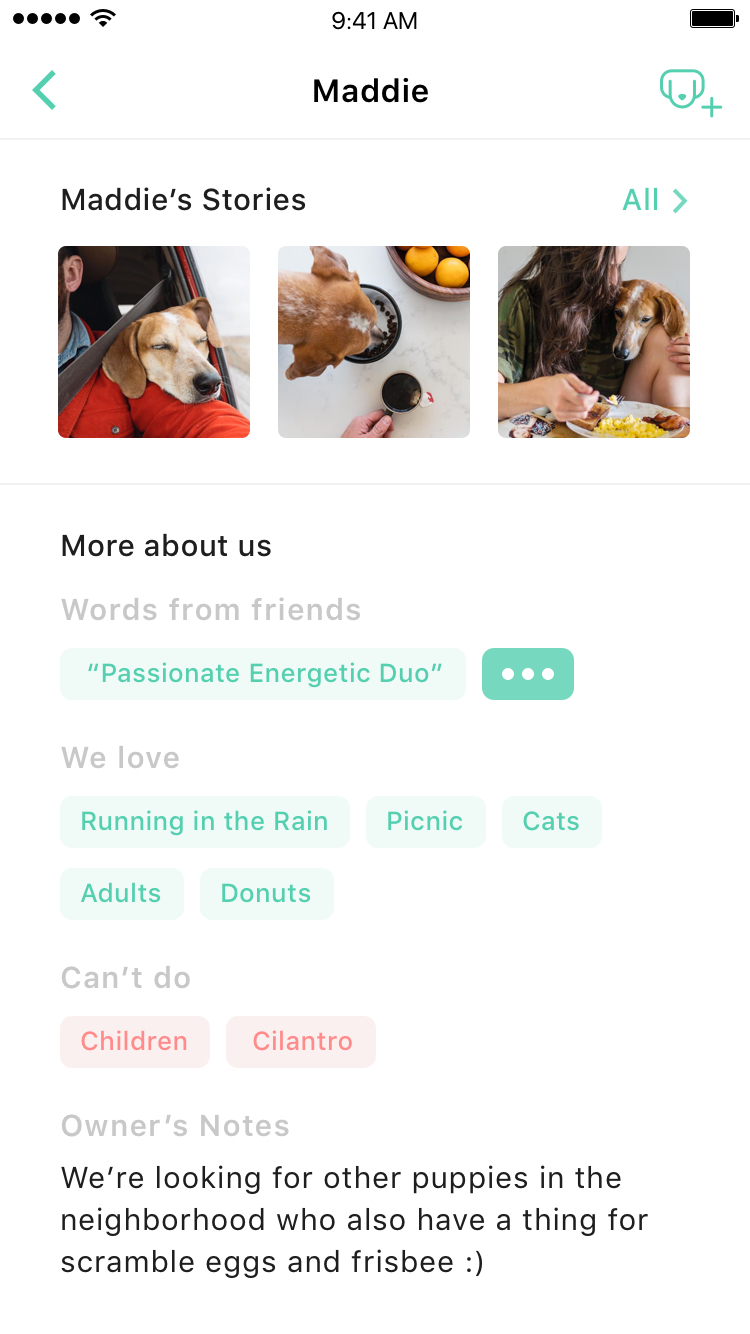 9:41 AM
Maddie
Maddie’s Stories
All
More about us
Words from friends
“Passionate Energetic Duo”
We love
Running in the Rain
Picnic
Cats
Adults
Donuts
Can’t do
Children
Cilantro
Owner’s Notes
We’re looking for other puppies in the
neighborhood who also have a thing for
scramble eggs and frisbee :)